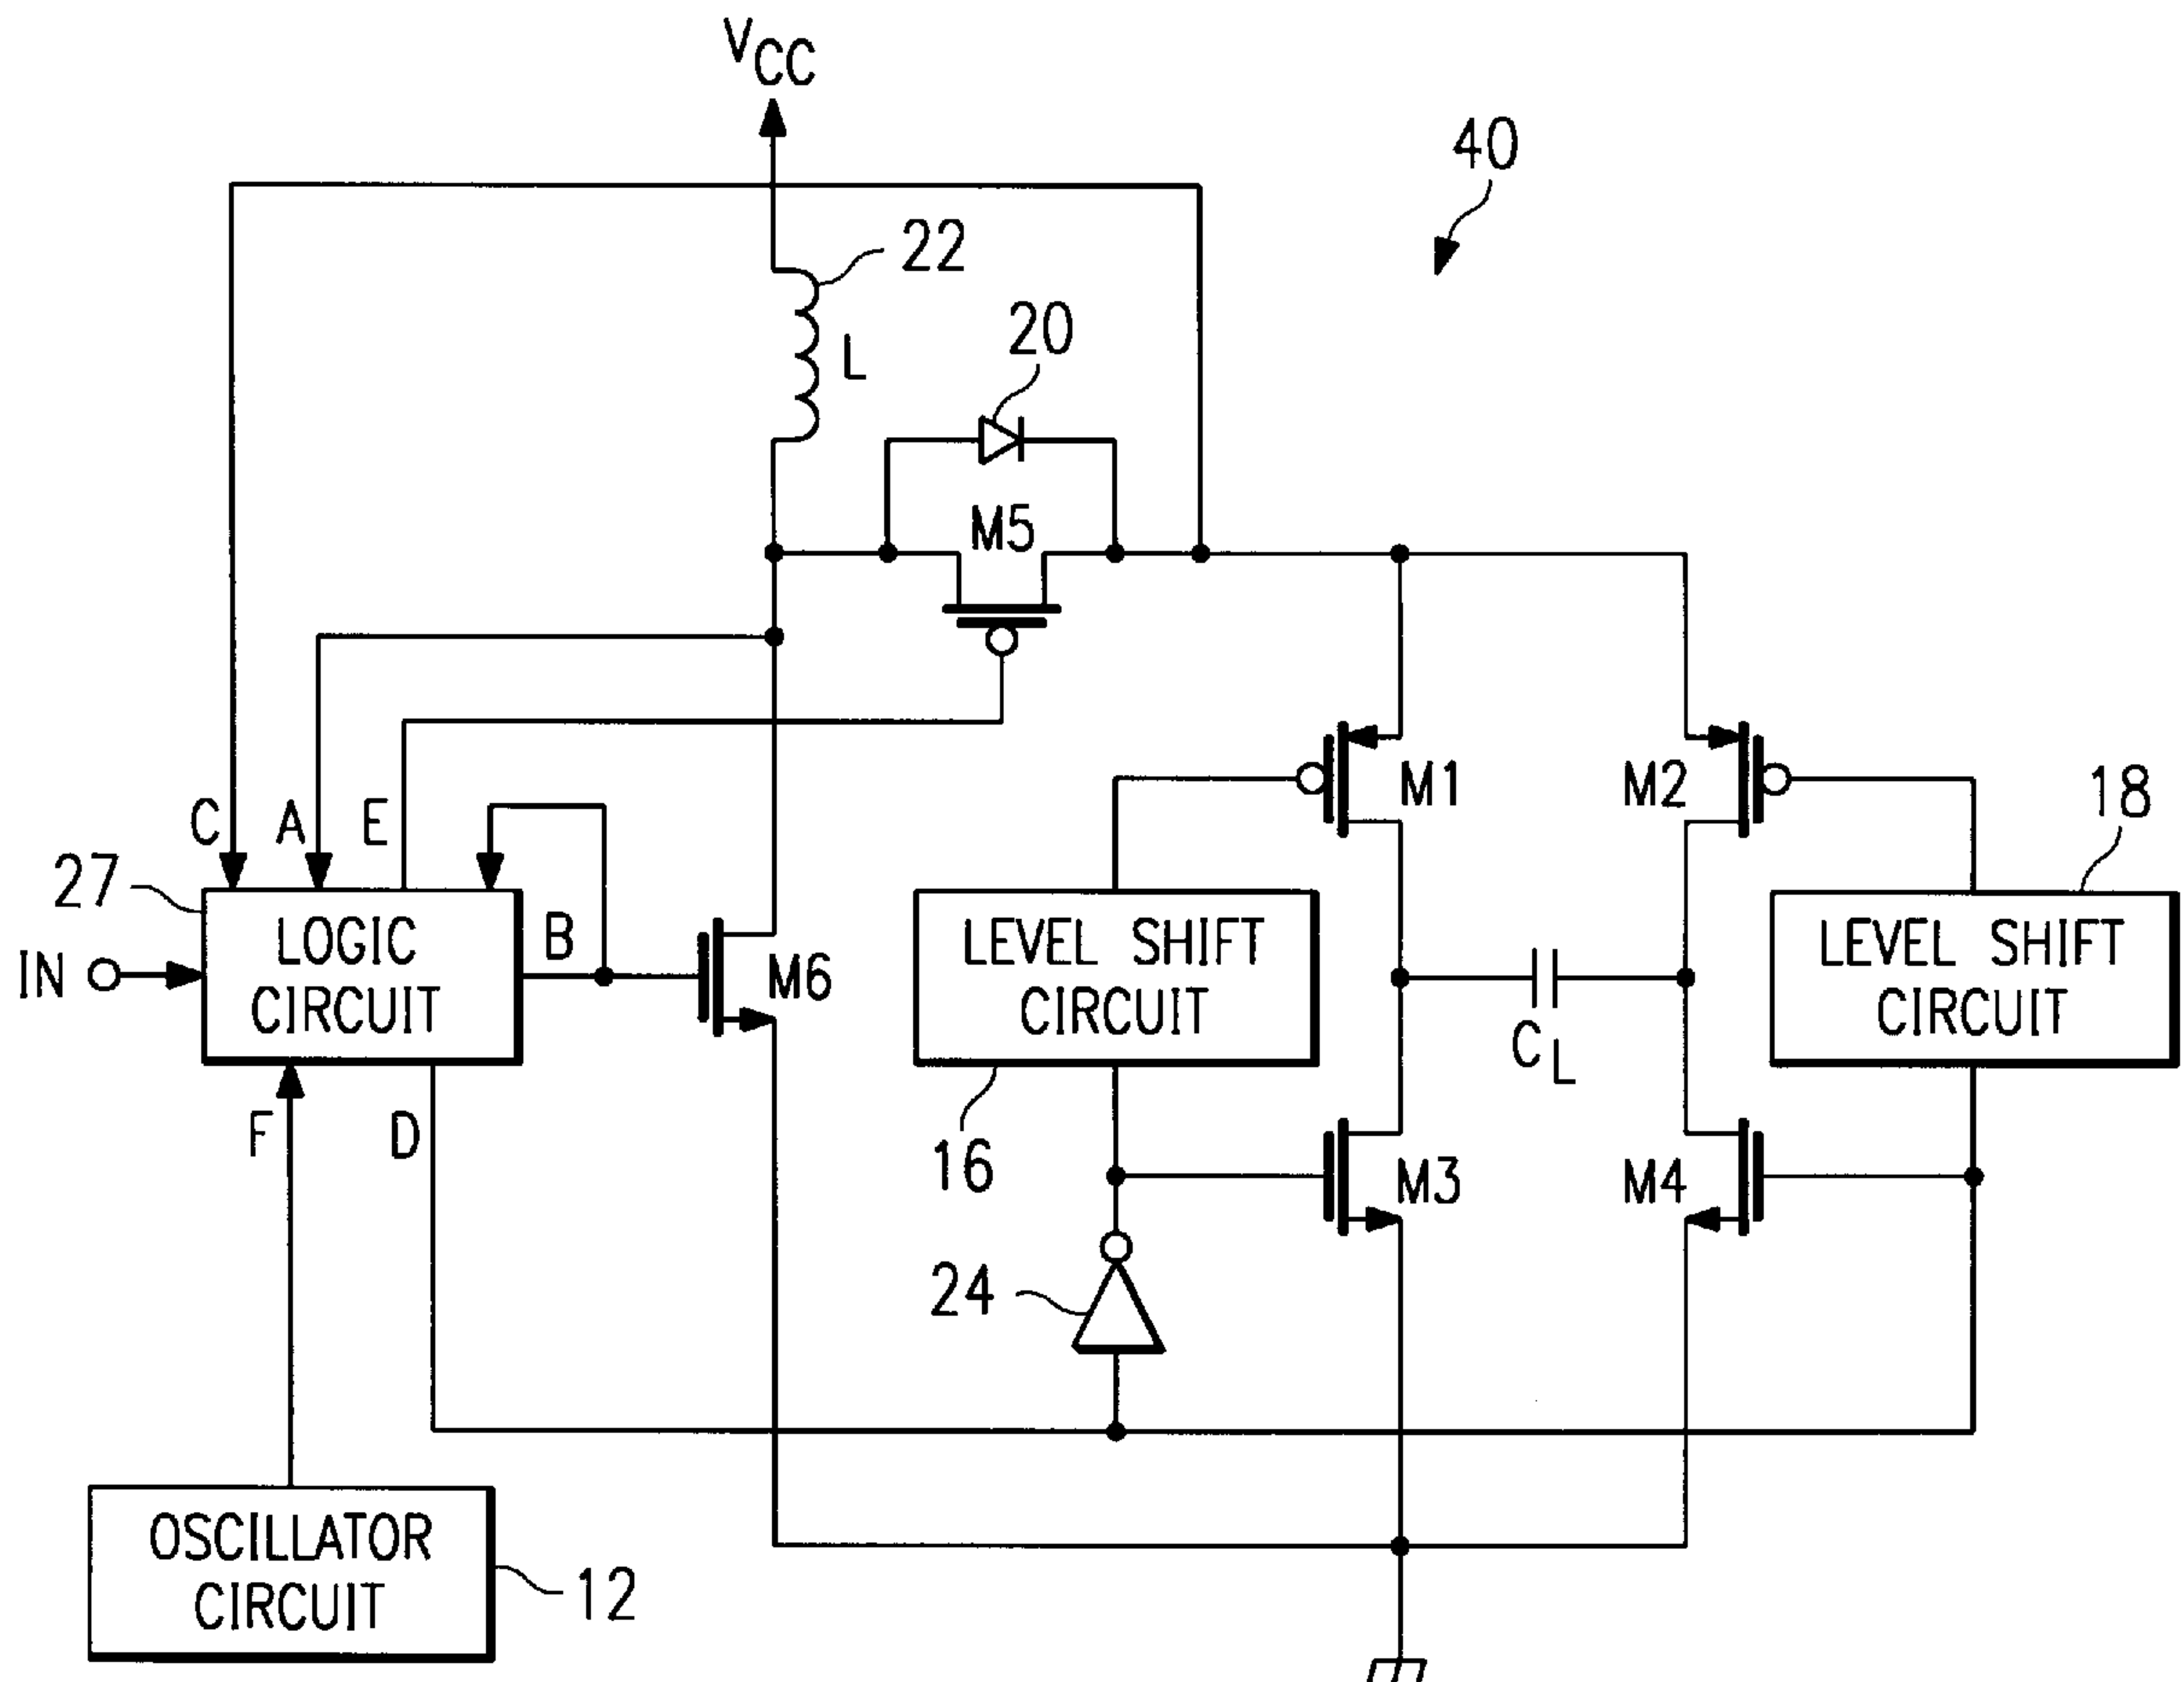 VCC
40
22
L
20
M5
C
A
E
M1
M2
18
27
IN
LOGIC
CIRCUIT
B
M6
LEVEL SHIFT
CIRCUIT
CL
LEVEL SHIFT
CIRCUIT
F
D
16
M3
M4
24
OSCILLATOR
CIRCUIT
12